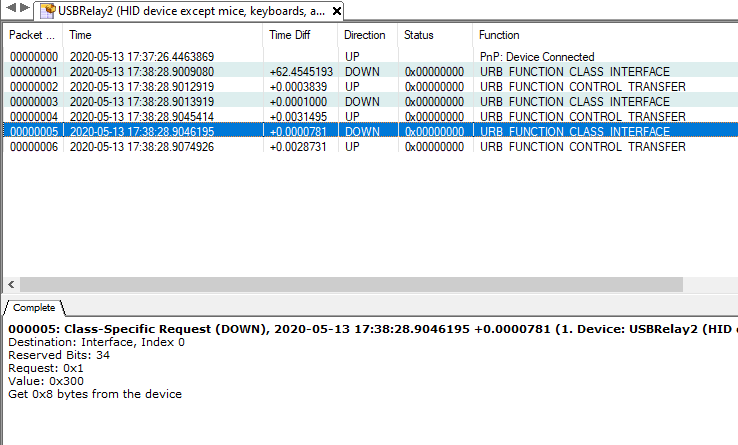 USBRelay2 (HID device except mice, keyboards, a...
Packet ... Time Time Diff Direction Status Function
00000000 2020-05-13 17:37:26.4463869 UP PnP: Device Connected
00000001 2020-05-13 17:38:28.9009080 +62.4545193 DOWN 0x00000000 URB FUNCTION CLASS INTERFACE
00000002 2020-05-13 17:38:28.9012919 +0.0003839 UP 0x00000000 URB FUNCTION CONTROL TRANSFER
00000003 2020-05-13 17:38:28.9013919 +0.0001000 DOWN 0x00000000 URB FUNCTION CLASS INTERFACE
00000004 2020-05-13 17:38:28.9045414 +0.0031495 UP 0x00000000 URB FUNCTION CONTROL TRANSFER
00000005 2020-05-13 17:38:28.9046195 +0.0000781 DOWN 0x00000000 URB FUNCTION CLASS INTERFACE
00000006 2020-05-13 17:38:28.9074926 +0.0028731 UP 0x00000000 URB FUNCTION CONTROL TRANSFER
Complete
000005: Class-Specific Request (DOWN), 2020-05-13 17:38:28.9046195 +0.0000781 (1. Device: USBRelay2 (HID
Destination: Interface, Index 0
Reserved Bits: 34
Request: 0x1
Value: 0x300
Get 0x8 bytes from the device